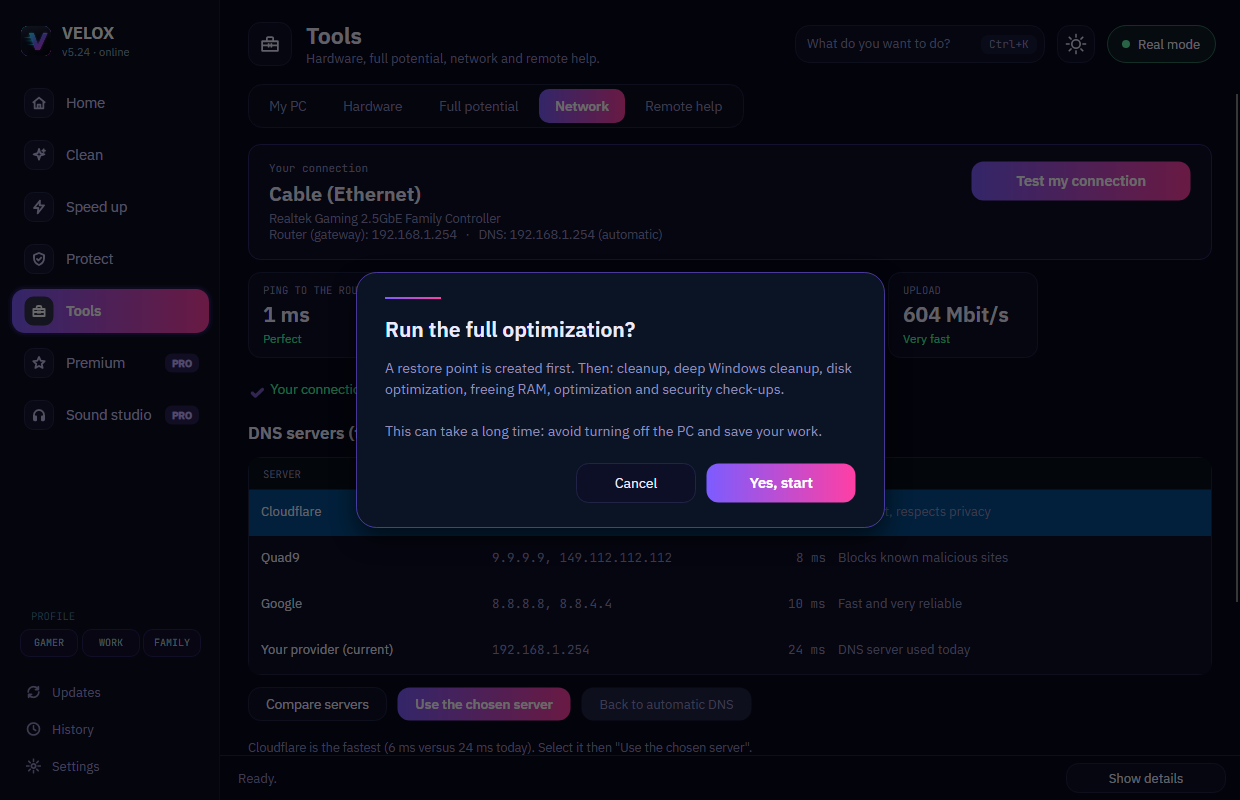 VELOX
v5.24 · online
Home
Clean
Speed up
Protect
Tools
Premium PRO
Sound studio PRO
PROFILE
GAMER WORK FAMILY
Updates
History
Settings
Tools
Hardware, full potential, network and remote help.
What do you want to do? Ctrl+K
Real mode
My PC Hardware Full potential Network Remote help
Your connection
Cable (Ethernet)
Realtek Gaming 2.5GbE Family Controller
Router (gateway): 192.168.1.254 · DNS: 192.168.1.254 (automatic)
Test my connection
PING TO THE ROU
1 ms
Perfect
UPLOAD
604 Mbit/s
Very fast
Your connectio
Run the full optimization?
A restore point is created first. Then: cleanup, deep Windows cleanup, disk
optimization, freeing RAM, optimization and security check-ups.
This can take a long time: avoid turning off the PC and save your work.
Cancel Yes, start
DNS servers (
SERVER
Cloudflare , respects privacy
Quad9 9.9.9.9, 149.112.112.112 8 ms Blocks known malicious sites
Google 8.8.8.8, 8.8.4.4 10 ms Fast and very reliable
Your provider (current) 192.168.1.254 24 ms DNS server used today
Compare servers Use the chosen server Back to automatic DNS
Cloudflare is the fastest (6 ms versus 24 ms today). Select it then "Use the chosen server".
Ready.
Show details